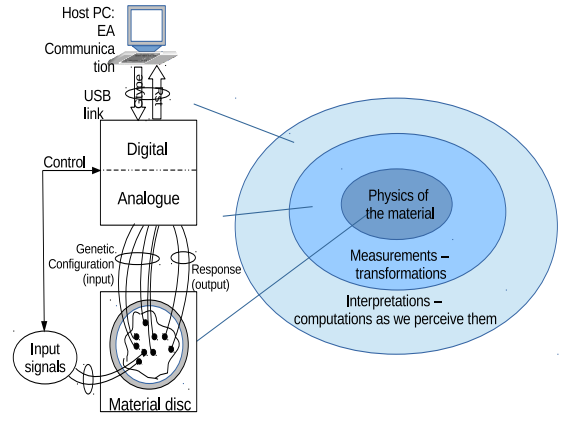 Host PC:
EA
Communica
tion
USB
link
Digital
Control
Analogue
Genetic
Configuration
(input)
Response
(output)
Input
signals
Material disc
Physics of
the material
Measurements –
transformations
Interpretations –
computations as we perceive them